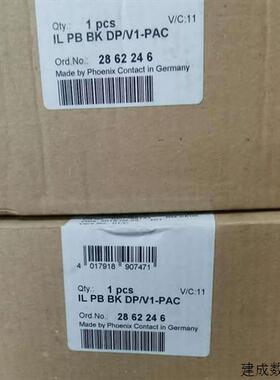 Qty.: 1 pcs V/C:11
IL PB BK DP/V1-PAC
Ord.No.: 28 62 24 6
Made by Phoenix Contact in Germany
4 017918 907471
Qty.: 1 pcs V/C:11
IL PB BK DP/V1-PAC
Ord.No.: 28 62 24 6
Made by Phoenix Contact in Germany
建成数